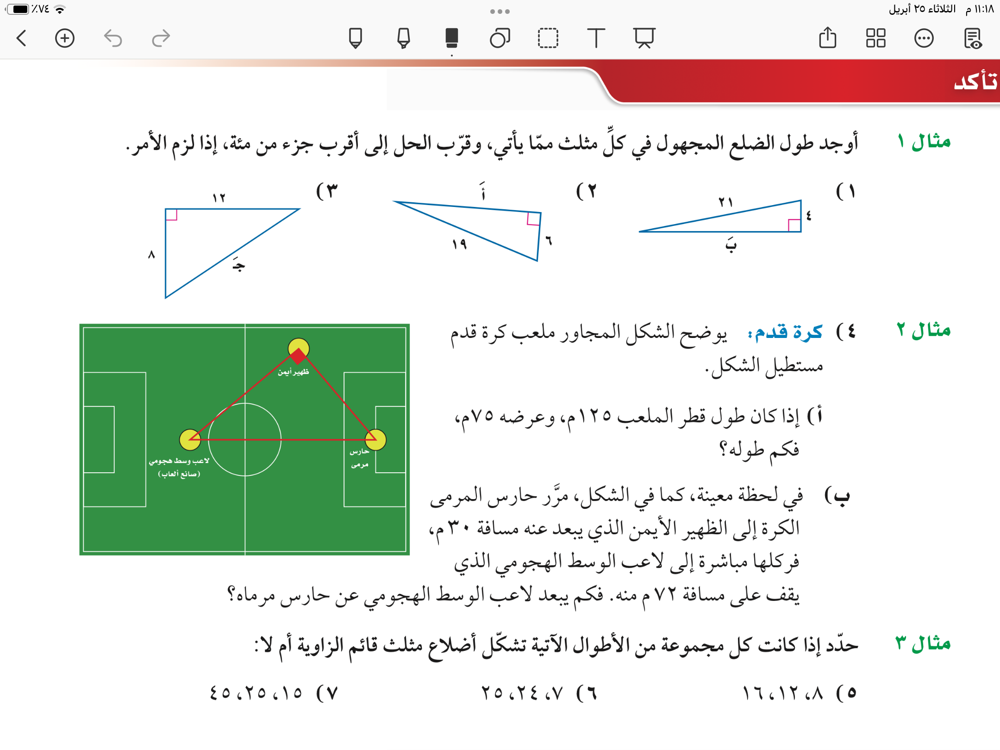 ١١:١٨ م الثلاثاء ٢٥ أبريل
٪٧٤
تأكد
مثال ١ أوجد طول الضلع المجهول في كلِّ مثلث ممّا يأتي، وقرّب الحل إلى أقرب جزء من مئة، إذا لزم الأمر.
١)
٢١
٤
بَ
٢)
أَ
٦
١٩
٣)
١٢
٨
جَـ
مثال ٢ ٤) كرة قدم: يوضح الشكل المجاور ملعب كرة قدم
مستطيل الشكل.
أ) إذا كان طول قطر الملعب ١٢٥م، وعرضه ٧٥م،
فكم طوله؟
ب) في لحظة معينة، كما في الشكل، مرَّر حارس المرمى
الكرة إلى الظهير الأيمن الذي يبعد عنه مسافة ٣٠م،
فركلها مباشرة إلى لاعب الوسط الهجومي الذي
يقف على مسافة ٧٢ م منه. فكم يبعد لاعب الوسط الهجومي عن حارس مرماه؟
ظهير أيمن
حارس
مرمى
لاعب وسط هجومي
(صانع ألعاب)
مثال ٣ حدّد إذا كانت كل مجموعة من الأطوال الآتية تشكّل أضلاع مثلث قائم الزاوية أم لا:
٥) ٨، ١٢، ١٦
٦) ٧، ٢٤، ٢٥
٧) ١٥، ٢٥، ٤٥